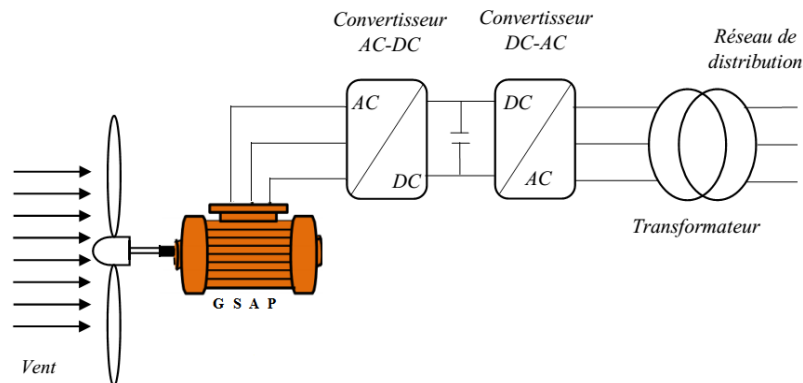 Convertisseur
AC-DC
Convertisseur
DC-AC
Réseau de
distribution
AC
DC
DC
AC
Transformateur
G S A P
Vent